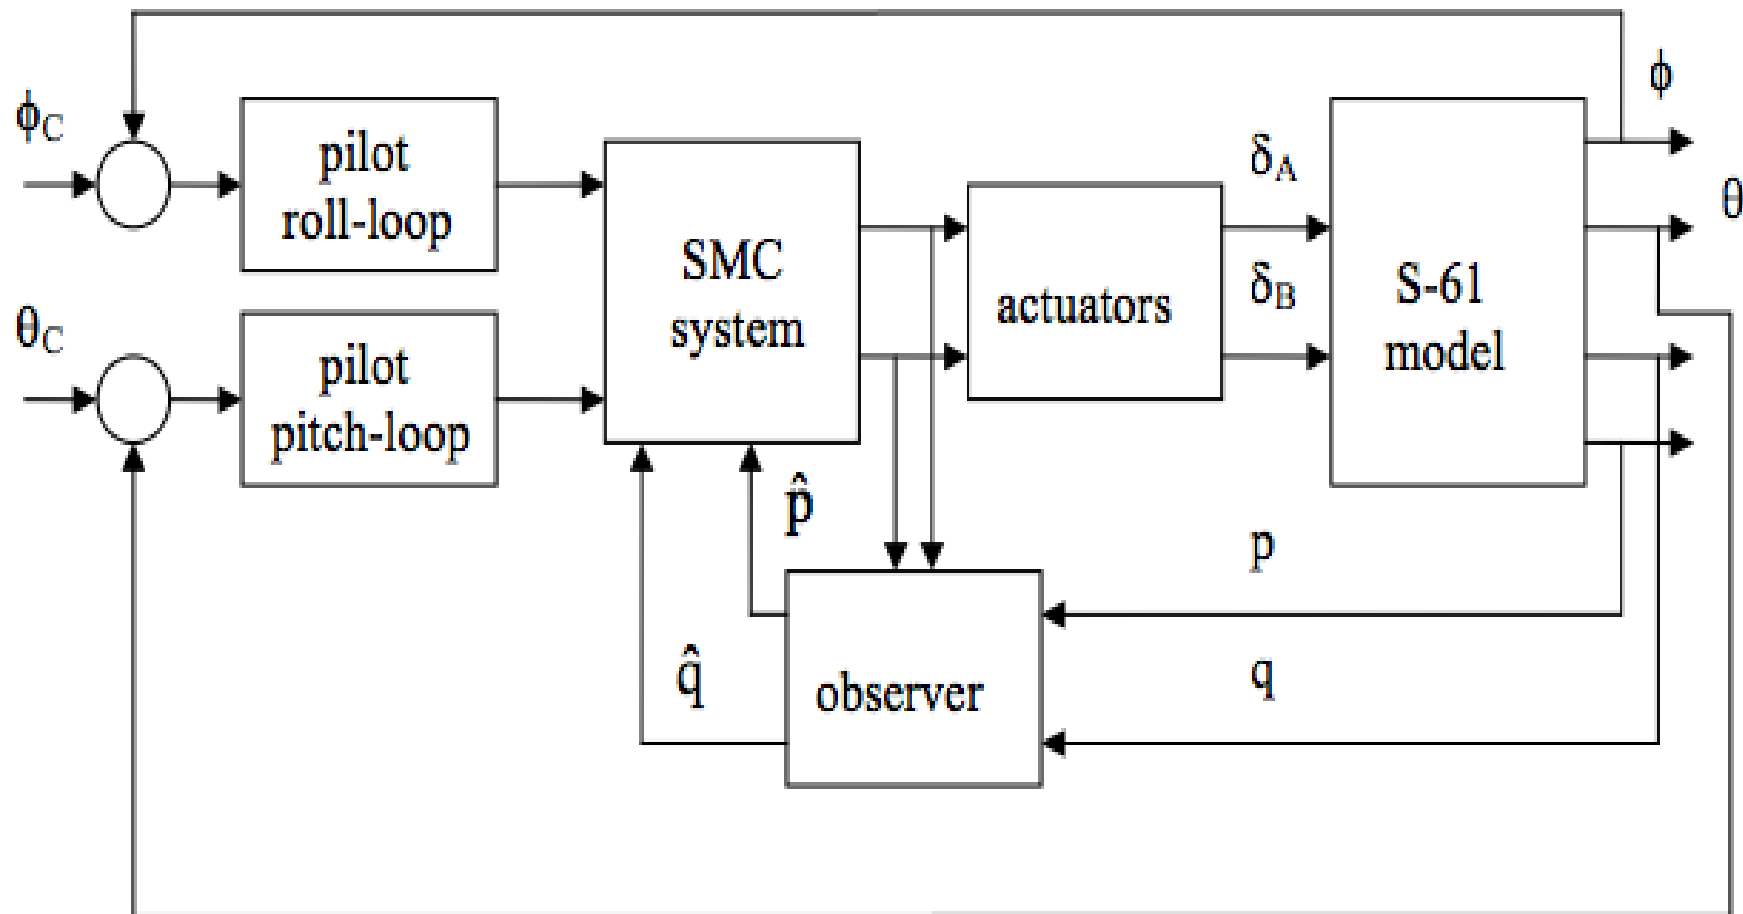 ϕC
θC
pilot
roll-loop
pilot
pitch-loop
SMC
system
actuators
δA
δB
S-61
model
ϕ
θ
p̂
q̂
observer
p
q